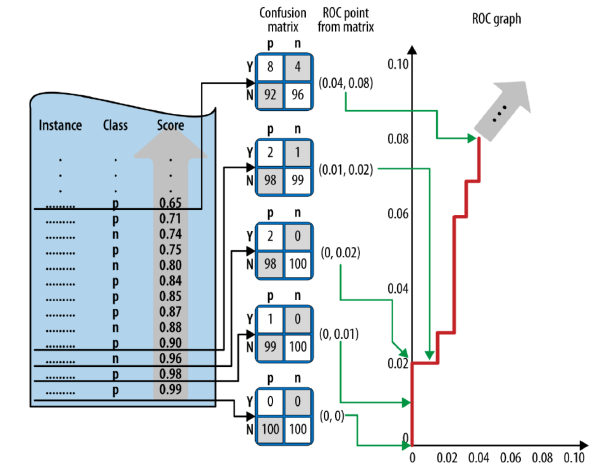 Confusion matrix
ROC point from matrix
ROC graph
Instance Class Score
. . .
. . .
. . .
......... p 0.65
......... p 0.71
......... n 0.74
......... p 0.75
......... n 0.80
......... p 0.84
......... p 0.85
......... p 0.87
......... n 0.88
......... p 0.90
......... n 0.96
......... p 0.98
......... p 0.99
p n
Y 8 4
N 92 96
(0.04, 0.08)
p n
Y 2 1
N 98 99
(0.01, 0.02)
p n
Y 2 0
N 98 100
(0, 0.02)
p n
Y 1 0
N 99 100
(0, 0.01)
p n
Y 0 0
N 100 100
(0, 0)
0.10
0.08
0.06
0.04
0.02
0
...
0 0.02 0.04 0.06 0.08 0.10